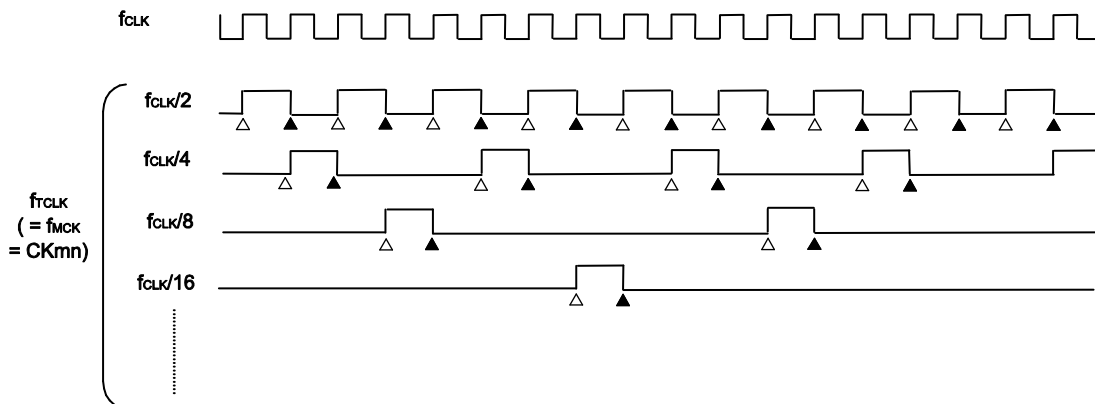 fCLK
fCLK/2
fCLK/4
fTCLK
( = fMCK
= CKmn)
fCLK/8
fCLK/16